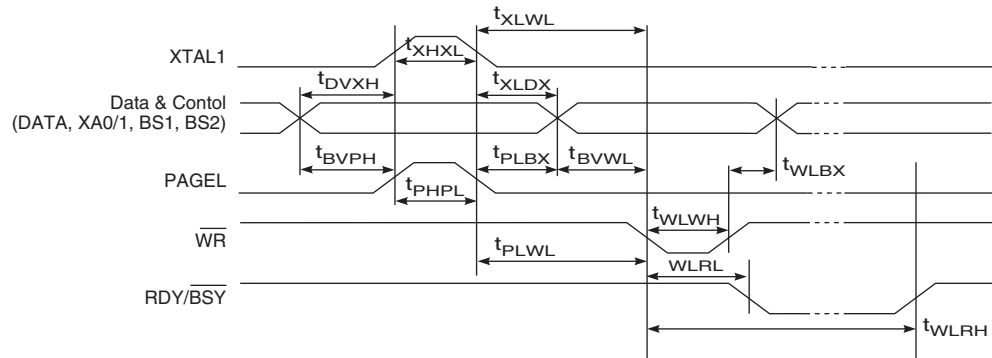 tXLWL
XTAL1
tXHXL
tDVXH
tXLDX
Data & Contol
(DATA, XA0/1, BS1, BS2)
tBVPH
tPLBX
tBVWL
tWLBX
PAGEL
tPHPL
tWLWH
WR
tPLWL
WLRL
RDY/BSY
tWLRH